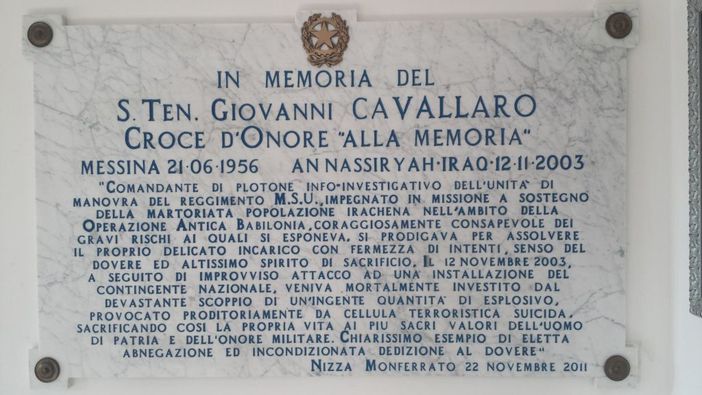 IN MEMORIA DEL
S. TEN. GIOVANNI CAVALLARO
CROCE D'ONORE "ALLA MEMORIA"
MESSINA 21·06·1956 AN NASSIRYAH·IRAQ·12·11·2003
"COMANDANTE DI PLOTONE INFO-INVESTIGATIVO DELL'UNITÀ DI
MANOVRA DEL REGGIMENTO M.S.U., IMPEGNATO IN MISSIONE A SOSTEGNO
DELLA MARTORIATA POPOLAZIONE IRACHENA NELL'AMBITO DELLA
OPERAZIONE ANTICA BABILONIA, CORAGGIOSAMENTE CONSAPEVOLE DEI
GRAVI RISCHI AI QUALI SI ESPONEVA. SI PRODIGAVA PER ASSOLVERE
IL PROPRIO DELICATO INCARICO CON FERMEZZA DI INTENTI, SENSO DEL
DOVERE ED ALTISSIMO SPIRITO DI SACRIFICIO. IL 12 NOVEMBRE 2003,
A SEGUITO DI IMPROVVISO ATTACCO AD UNA INSTALLAZIONE DEL
CONTINGENTE NAZIONALE, VENIVA MORTALMENTE INVESTITO DAL
DEVASTANTE SCOPPIO DI UN'INGENTE QUANTITÀ DI ESPLOSIVO,
PROVOCATO PRODITORIAMENTE DA CELLULA TERRORISTICA SUICIDA.
SACRIFICANDO COSÌ LA PROPRIA VITA AI PIÙ SACRI VALORI DELL'UOMO
DI PATRIA E DELL'ONORE MILITARE. CHIARISSIMO ESEMPIO DI ELETTA
ABNEGAZIONE ED INCONDIZIONATA DEDIZIONE AL DOVERE"
NIZZA MONFERRATO 22 NOVEMBRE 2011